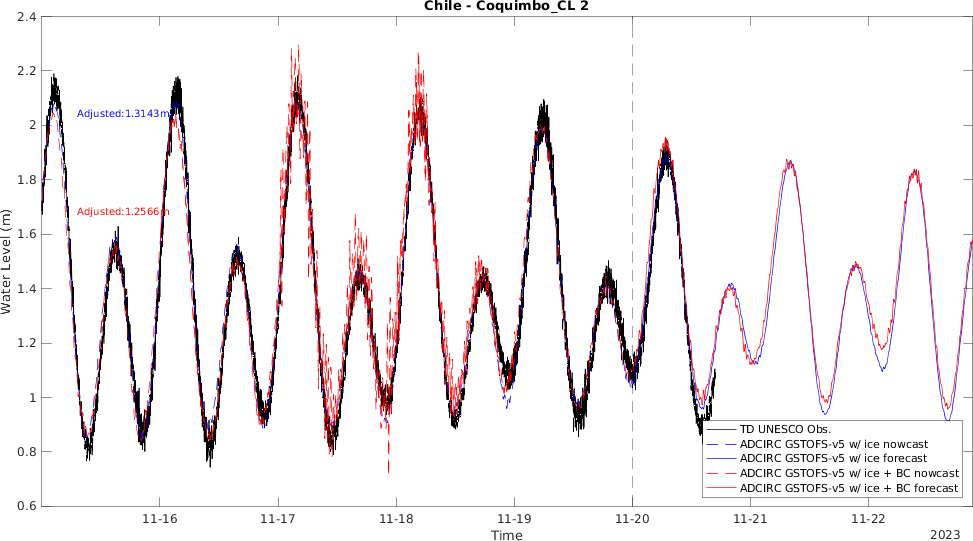 Chile - Coquimbo_CL 2
2.4
2.2
2
1.8
1.6
1.4
1.2
1
0.8
0.6
Water Level (m)
Adjusted:1.3143m
Adjusted:1.2566m
TD UNESCO Obs.
ADCIRC GSTOFS-v5 w/ ice nowcast
ADCIRC GSTOFS-v5 w/ ice forecast
ADCIRC GSTOFS-v5 w/ ice + BC nowcast
ADCIRC GSTOFS-v5 w/ ice + BC forecast
11-16
11-17
11-18
11-19
11-20
11-21
11-22
Time
2023